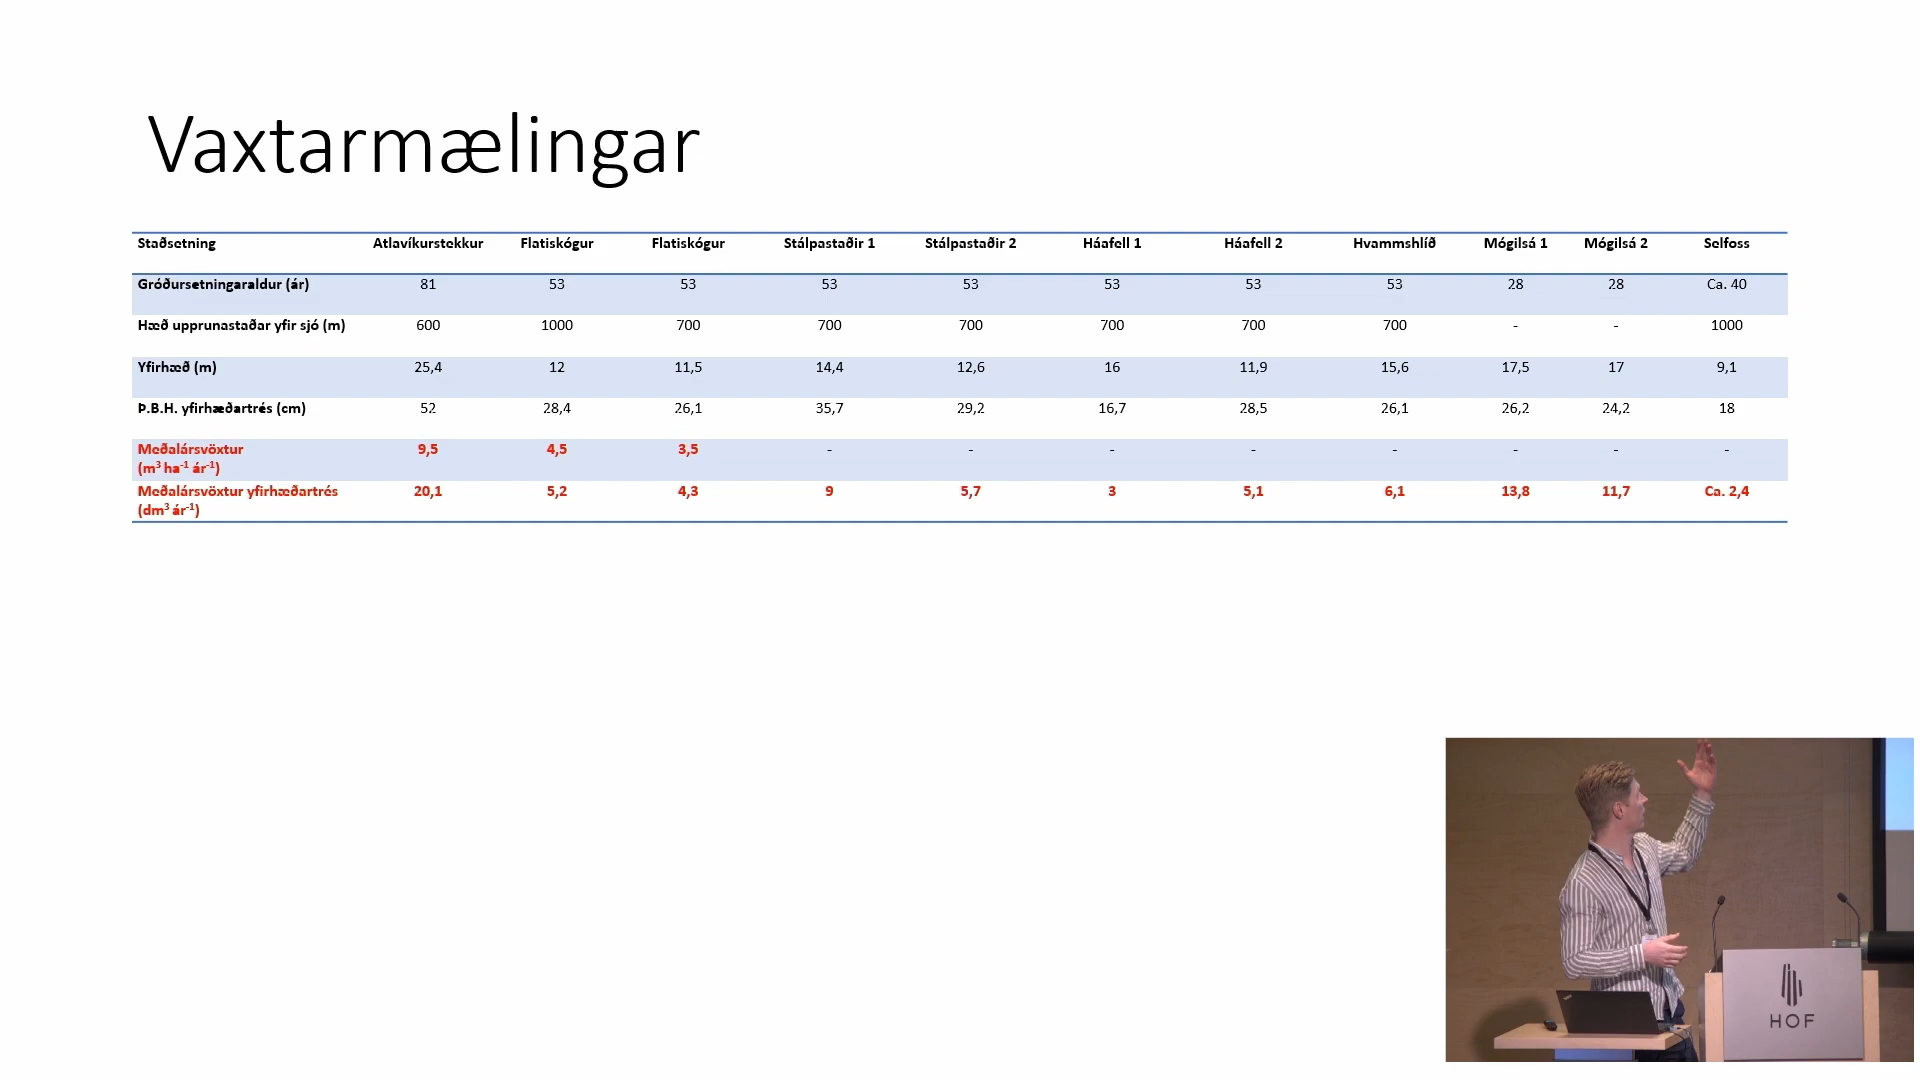 Vaxtarmælingar
Staðsetning Atlavíkurstekkur Flatiskógur Flatiskógur Stálpastaðir 1 Stálpastaðir 2 Háafell 1 Háafell 2 Hvammshlíð Mógilsá 1 Mógilsá 2 Selfoss
Gróðursetningaraldur (ár) 81 53 53 53 53 53 53 53 28 28 Ca. 40
Hæð upprunastaðar yfir sjó (m) 600 1000 700 700 700 700 700 700 - - 1000
Yfirhæð (m) 25,4 12 11,5 14,4 12,6 16 11,9 15,6 17,5 17 9,1
Þ.B.H. yfirhæðartrés (cm) 52 28,4 26,1 35,7 29,2 16,7 28,5 26,1 26,2 24,2 18
Meðalársvöxtur 9,5 4,5 3,5 - - - - - - - -
(m³ ha⁻¹ ár⁻¹)
Meðalársvöxtur yfirhæðartrés 20,1 5,2 4,3 9 5,7 3 5,1 6,1 13,8 11,7 Ca. 2,4
(dm³ ár⁻¹)
HOF